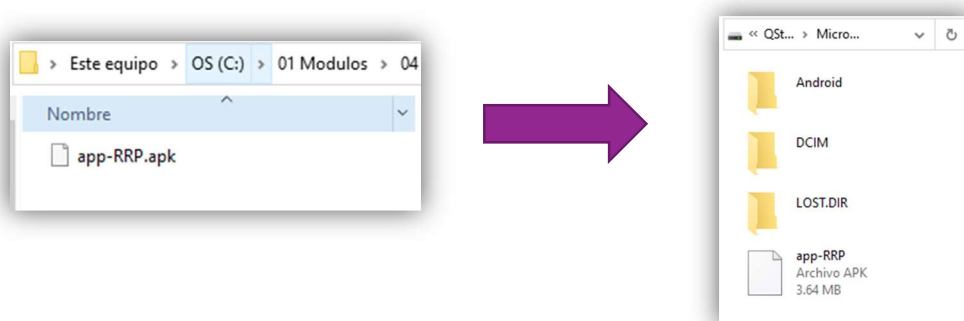 Este equipo > OS (C:) > 01 Modulos > 04
Nombre
app-RRP.apk
« QSt... > Micro...
Android
DCIM
LOST.DIR
app-RRP
Archivo APK
3.64 MB